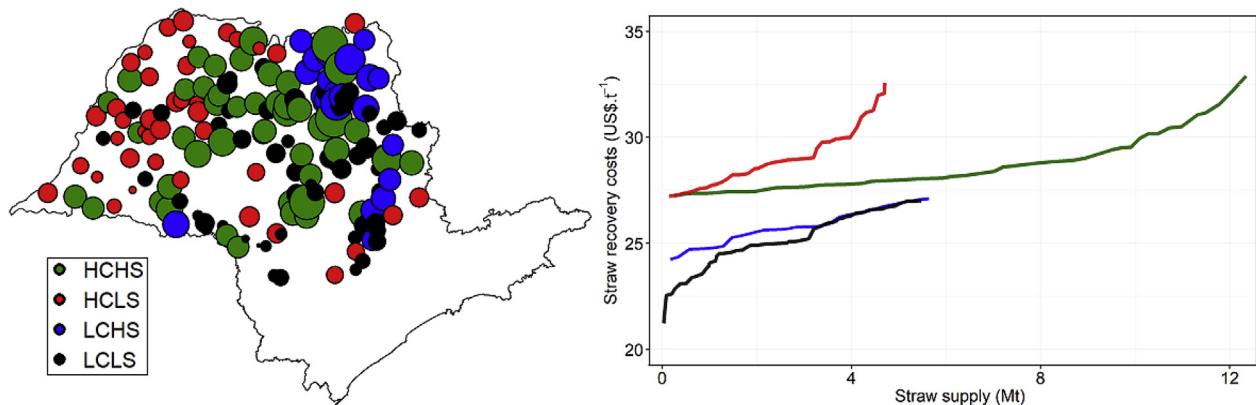 HCHS
HCLS
LCHS
LCLS
Straw recovery costs (US$.t⁻¹)
35
30
25
20
0
4
8
12
Straw supply (Mt)